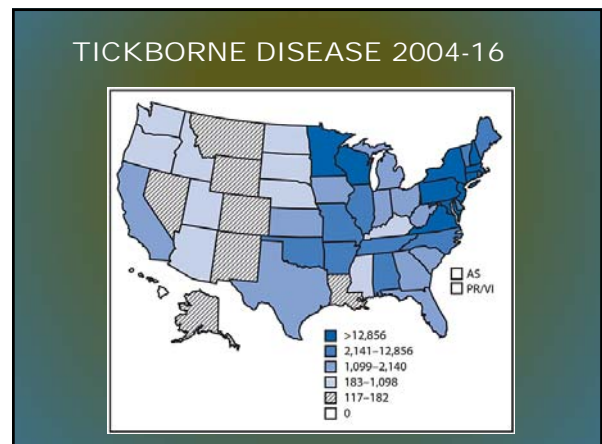 TICKBORNE DISEASE 2004-16
AS
PR/VI
>12,856
2,141–12,856
1,099–2,140
183–1,098
117–182
0